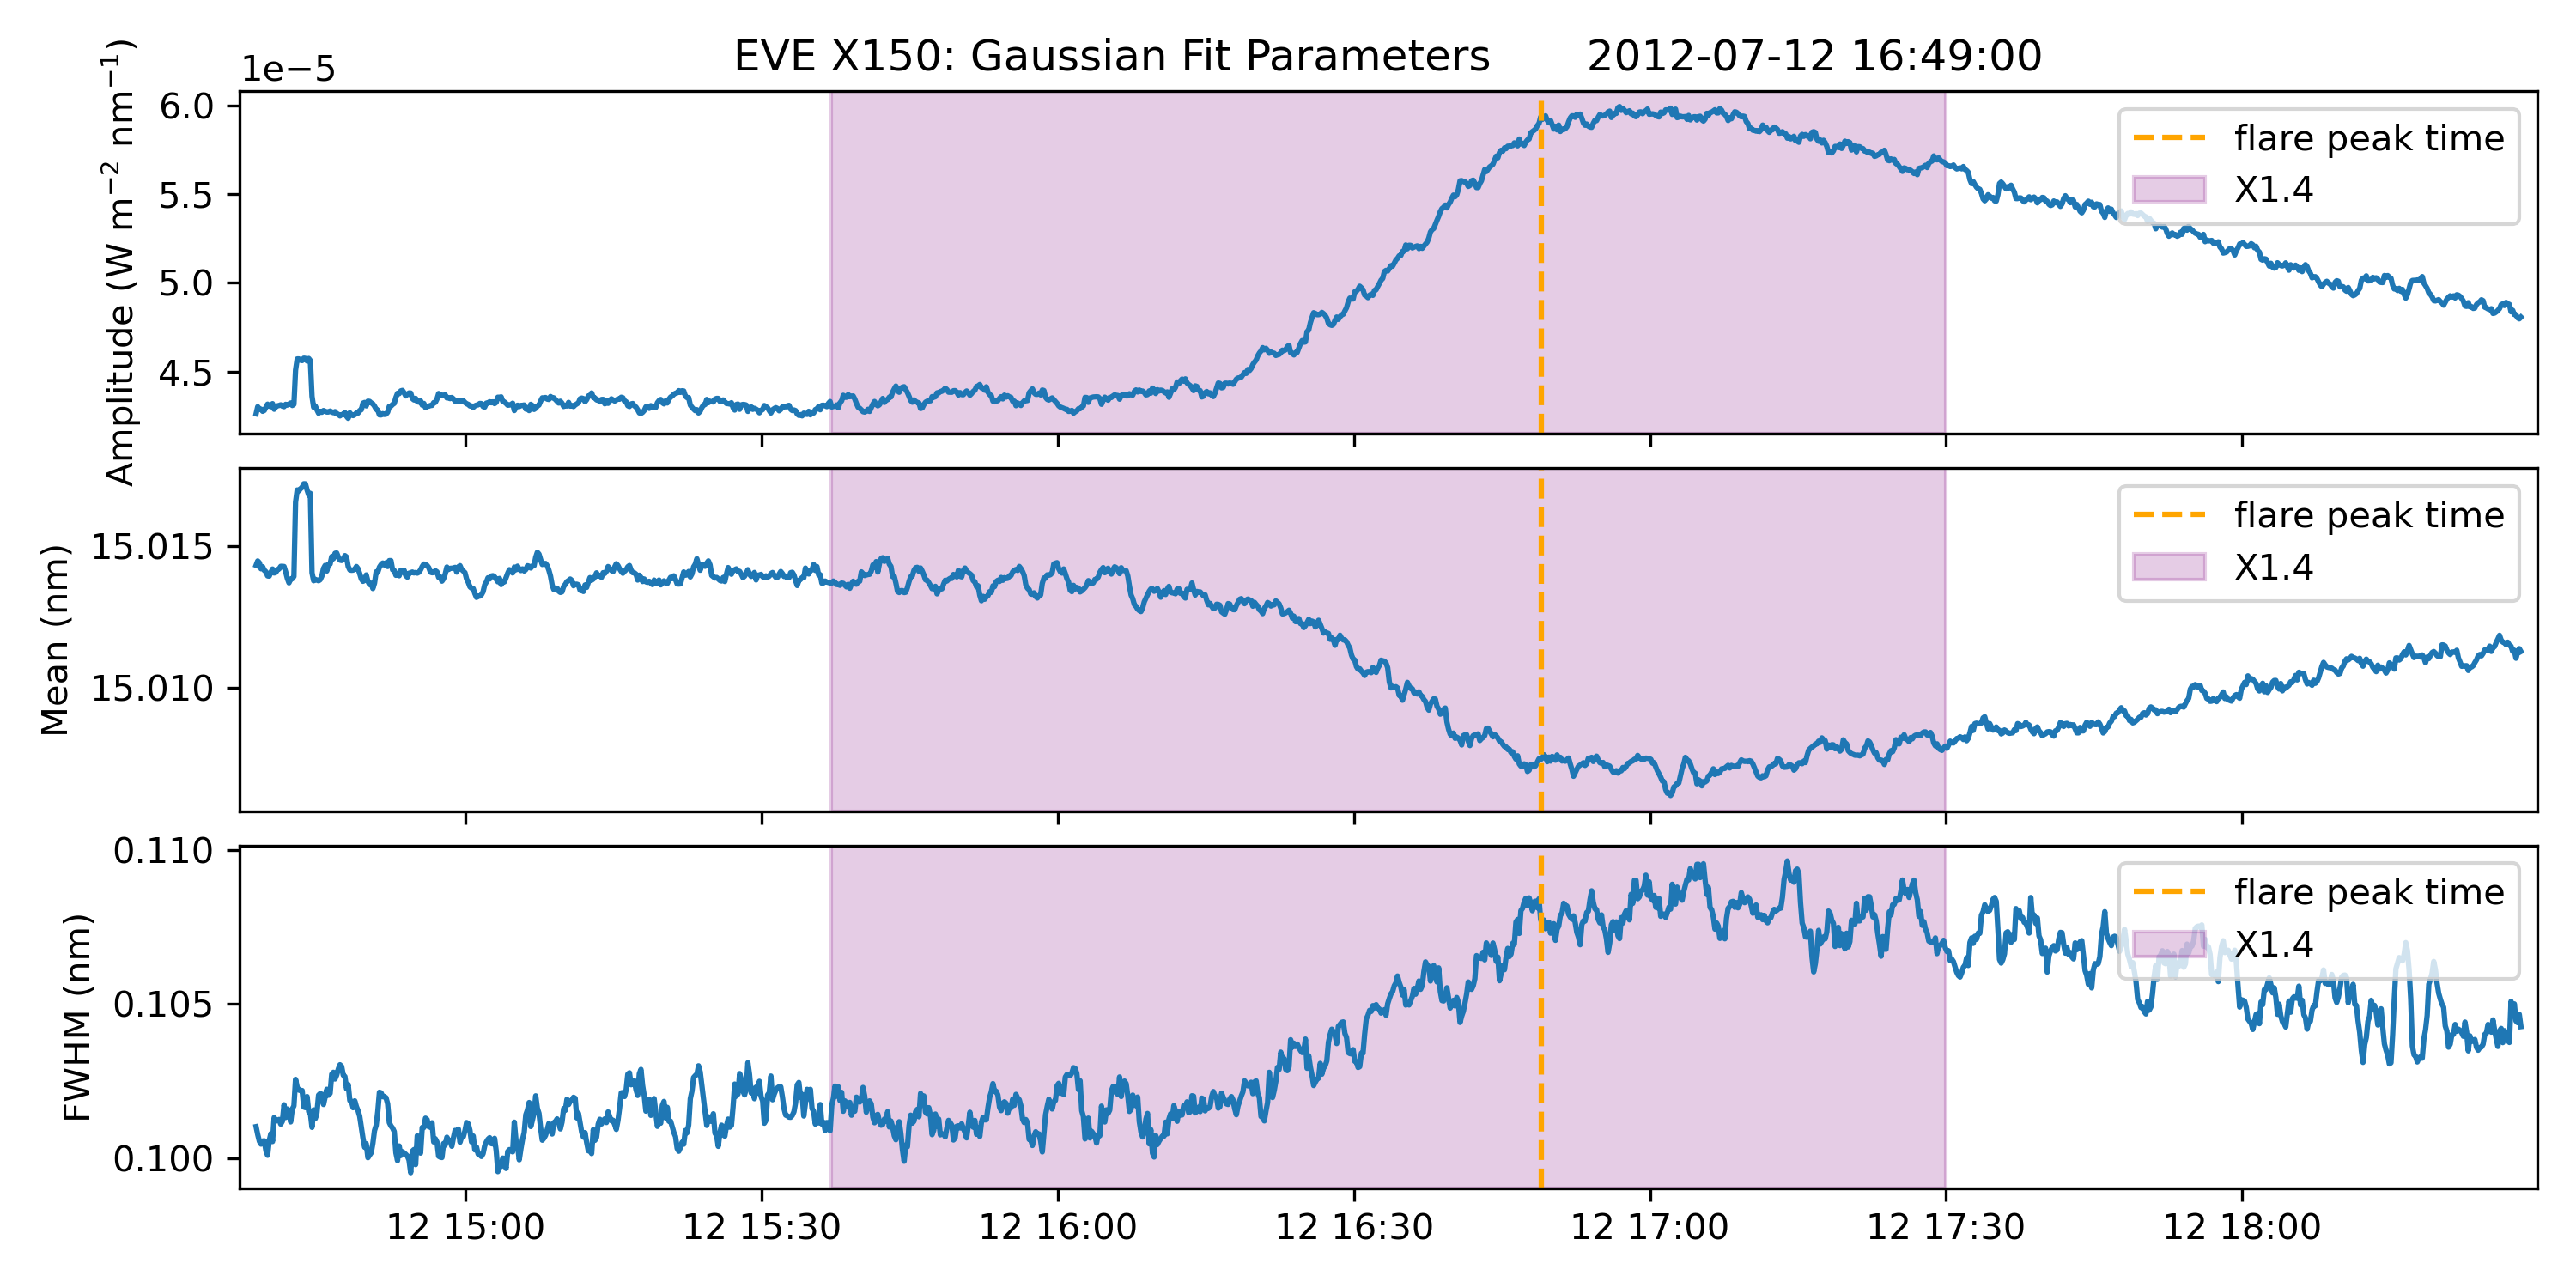 EVE X150: Gaussian Fit Parameters 2012-07-12 16:49:00
1e−5
Amplitude (W m⁻² nm⁻¹)
6.0
5.5
5.0
4.5
flare peak time
X1.4
Mean (nm)
15.015
15.010
flare peak time
X1.4
FWHM (nm)
0.110
0.105
0.100
flare peak time
X1.4
12 15:00 12 15:30 12 16:00 12 16:30 12 17:00 12 17:30 12 18:00